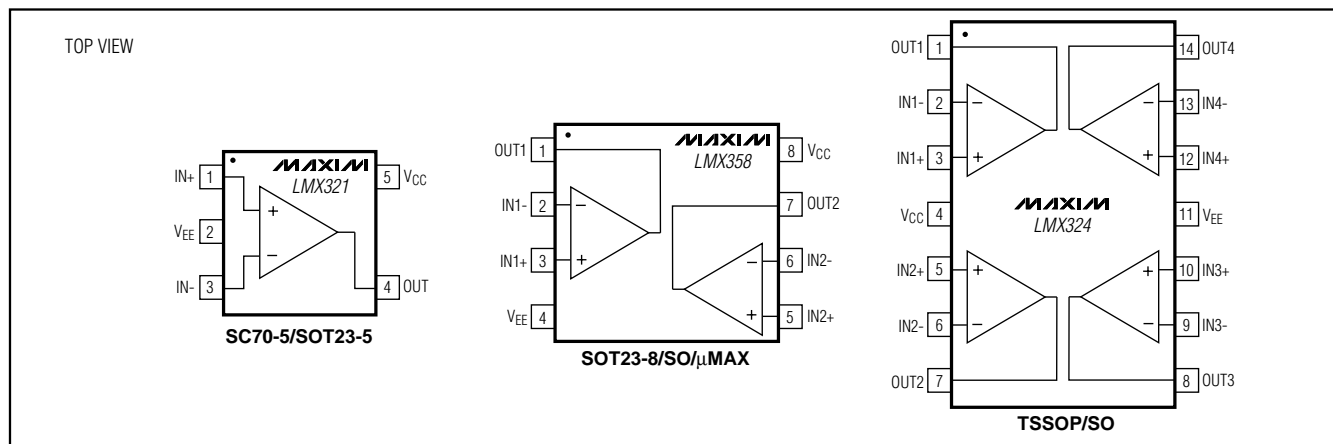 TOP VIEW
MAXIM
LMX321
IN+ 1
VEE 2
IN- 3
5 VCC
4 OUT
+
−
SC70-5/SOT23-5
MAXIM
LMX358
OUT1 1
IN1- 2
IN1+ 3
VEE 4
8 VCC
7 OUT2
6 IN2-
5 IN2+
−
+
−
+
SOT23-8/SO/µMAX
OUT1 1
IN1- 2
IN1+ 3
VCC 4
IN2+ 5
IN2- 6
OUT2 7
14 OUT4
13 IN4-
12 IN4+
11 VEE
10 IN3+
9 IN3-
8 OUT3
−
+
−
+
MAXIM
LMX324
+
−
+
−
TSSOP/SO